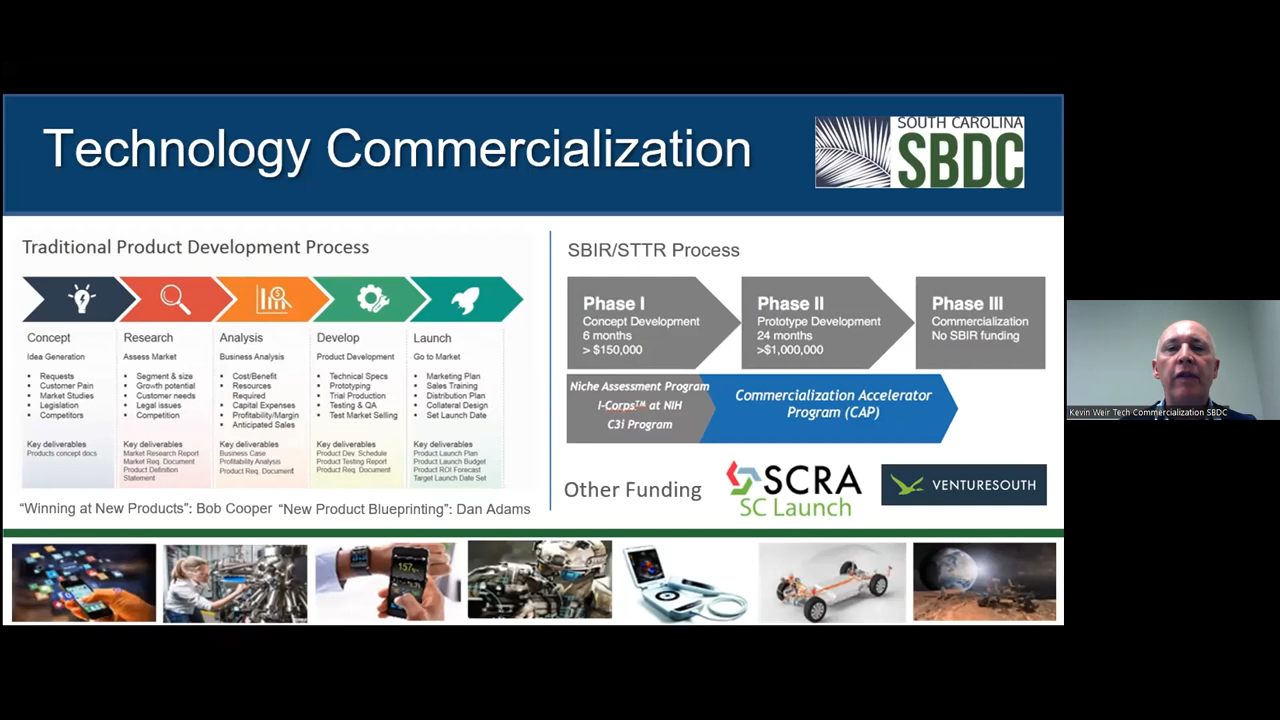 Technology Commercialization
SOUTH CAROLINA
SBDC
Traditional Product Development Process
Concept
Idea Generation
Requests
Customer Pain
Market Studies
Legislation
Competitors
Key deliverables
Products concept docs
Research
Assess Market
Segment & size
Growth potential
Customer needs
Legal issues
Competition
Key deliverables
Market Research Report
Market Req. Document
Product Definition
Statement
Analysis
Business Analysis
Cost/Benefit
Resources
Required
Capital Expenses
Profitability/Margin
Anticipated Sales
Key deliverables
Business Case
Profitability Analysis
Product Req. Document
Develop
Product Development
Technical Specs
Prototyping
Trial Production
Testing & QA
Test Market Selling
Key deliverables
Product Dev. Schedule
Product Testing Report
Product Req. Document
Launch
Go to Market
Marketing Plan
Sales Training
Distribution Plan
Collateral Design
Set Launch Date
Key deliverables
Product Launch Plan
Product Launch Budget
Product ROI Forecast
Target Launch Date Set
“Winning at New Products”: Bob Cooper “New Product Blueprinting”: Dan Adams
SBIR/STTR Process
Phase I
Concept Development
6 months
> $150,000
Phase II
Prototype Development
24 months
>$1,000,000
Phase III
Commercialization
No SBIR funding
Niche Assessment Program
I-Corps™ at NIH
C3i Program
Commercialization Accelerator
Program (CAP)
Other Funding
SCRA
SC Launch
VENTURESOUTH
157
Kevin Weir Tech Commercialization SBDC